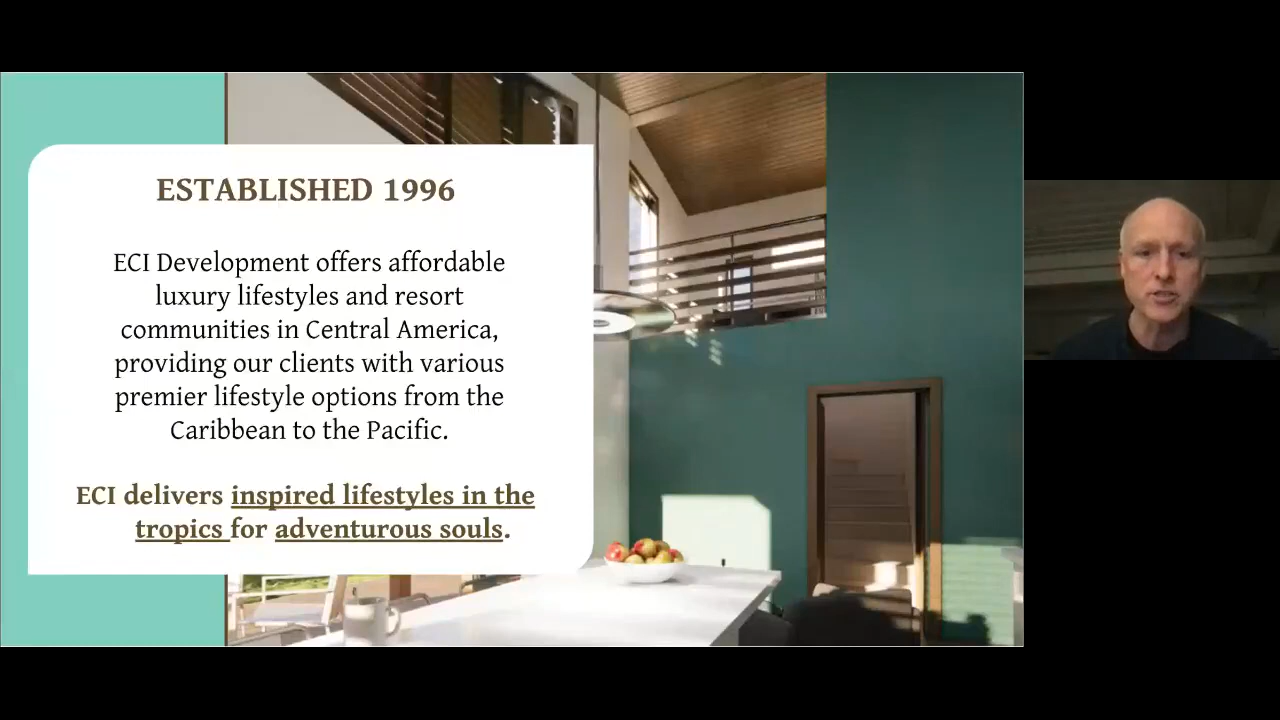 ESTABLISHED 1996
ECI Development offers affordable
luxury lifestyles and resort
communities in Central America,
providing our clients with various
premier lifestyle options from the
Caribbean to the Pacific.
ECI delivers inspired lifestyles in the
tropics for adventurous souls.